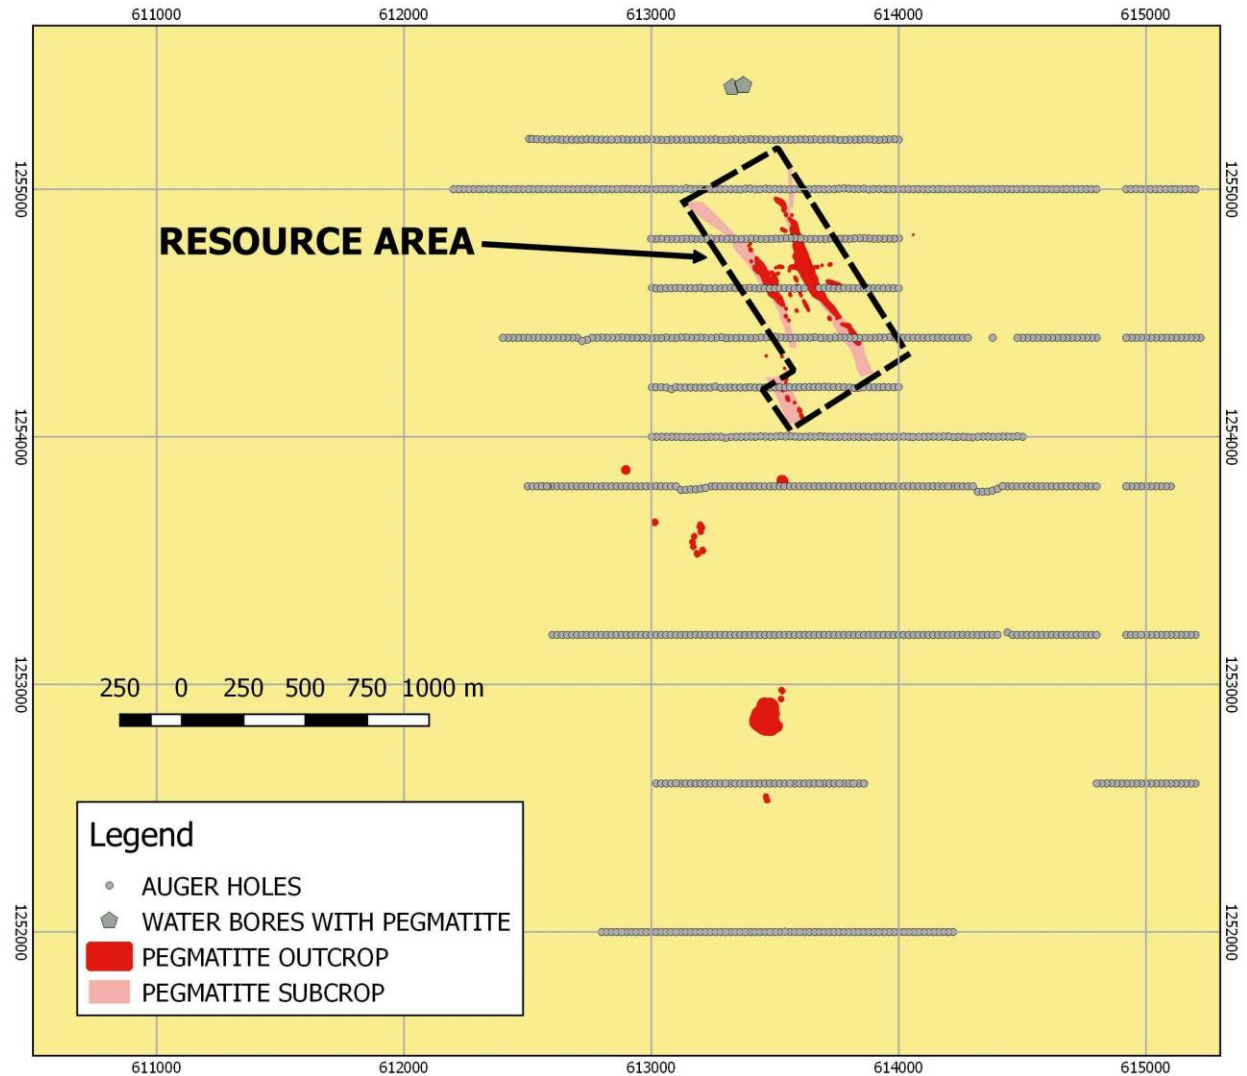 611000 612000 613000 614000 615000
1255000 1255000
RESOURCE AREA
1254000 1254000
250 0 250 500 750 1000 m
1253000 1253000
Legend
AUGER HOLES
WATER BORES WITH PEGMATITE
PEGMATITE OUTCROP
PEGMATITE SUBCROP
1252000 1252000
611000 612000 613000 614000 615000